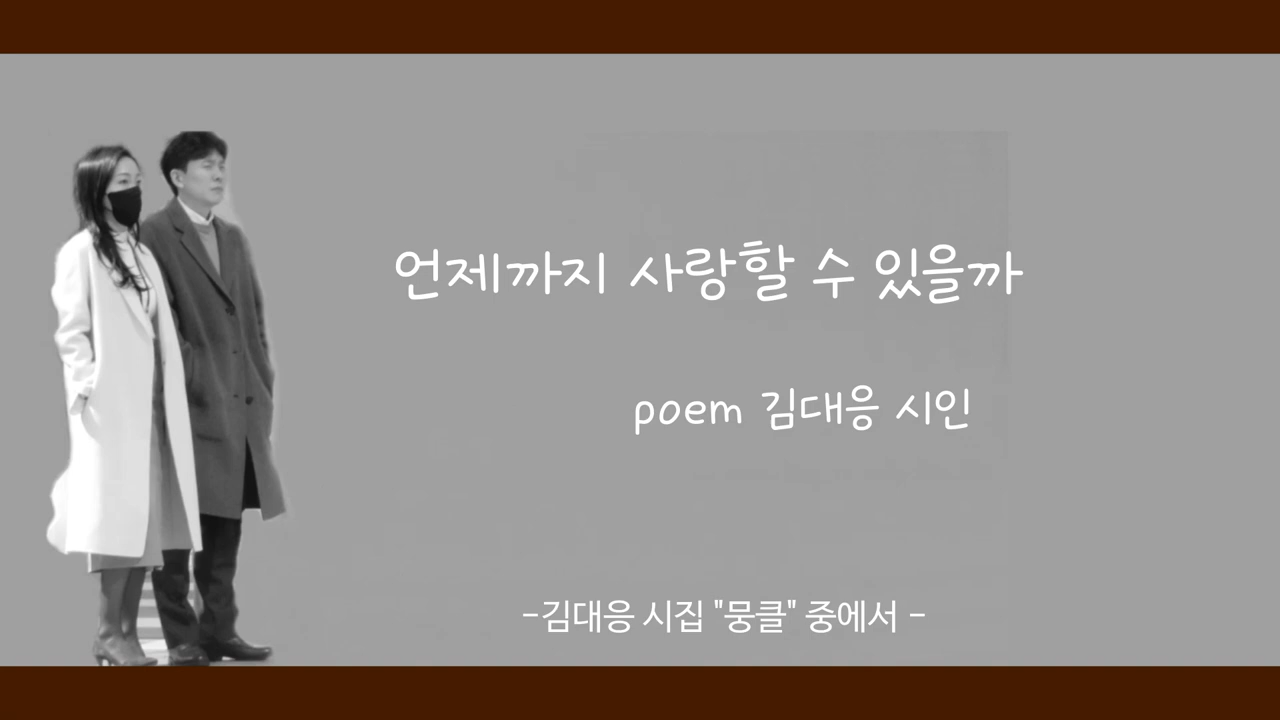 언제까지 사랑할 수 있을까
poem 김대응 시인
-김대응 시집 "뭉클" 중에서 -